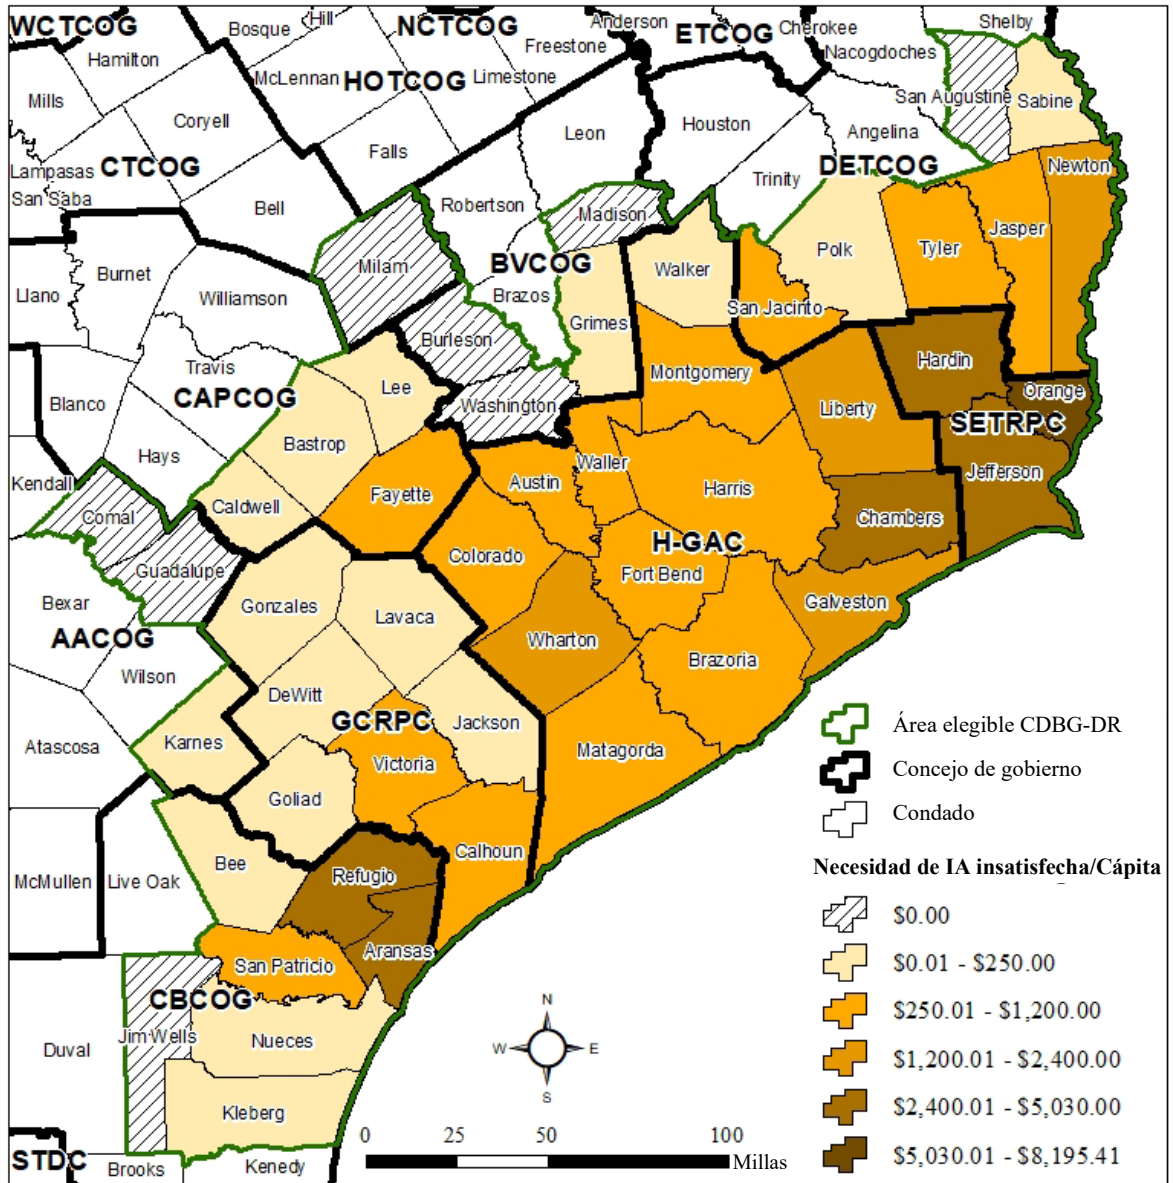 WCTCOG
Hamilton
Mills
Lampasas
San Saba
Coryell
CTCOG
Bell
Bosque
Hill
McLennan
HOTCOG
NCTCOG
Limestone
Freestone
Falls
Anderson
ETCOG
Cherokee
Nacogdoches
Shelby
San Augustine
Sabine
Leon
Houston
Angelina
DETCOG
Trinity
Newton
Jasper
Tyler
Polk
San Jacinto
Robertson
Madison
BVCOG
Brazos
Grimes
Walker
Milam
Burleson
Washington
Burnet
Llano
Williamson
Travis
CAPCOG
Blanco
Hays
Kendall
Lee
Bastrop
Caldwell
Fayette
Comal
Guadalupe
Bexar
AACOG
Wilson
Atascosa
Karnes
Montgomery
Liberty
Hardin
Orange
SETRPC
Jefferson
Chambers
Waller
Austin
Harris
H-GAC
Fort Bend
Colorado
Wharton
Galveston
Brazoria
Matagorda
Gonzales
Lavaca
DeWitt
GCRPC
Jackson
Victoria
Goliad
Calhoun
McMullen
Live Oak
Bee
Refugio
Aransas
San Patricio
CBCOG
Jim Wells
Nueces
Duval
Kleberg
STDC
Brooks
Kenedy
N
W
E
S
0 25 50 100
Millas
Área elegible CDBG-DR
Concejo de gobierno
Condado
Necesidad de IA insatisfecha/Cápita
$0.00
$0.01 - $250.00
$250.01 - $1,200.00
$1,200.01 - $2,400.00
$2,400.01 - $5,030.00
$5,030.01 - $8,195.41